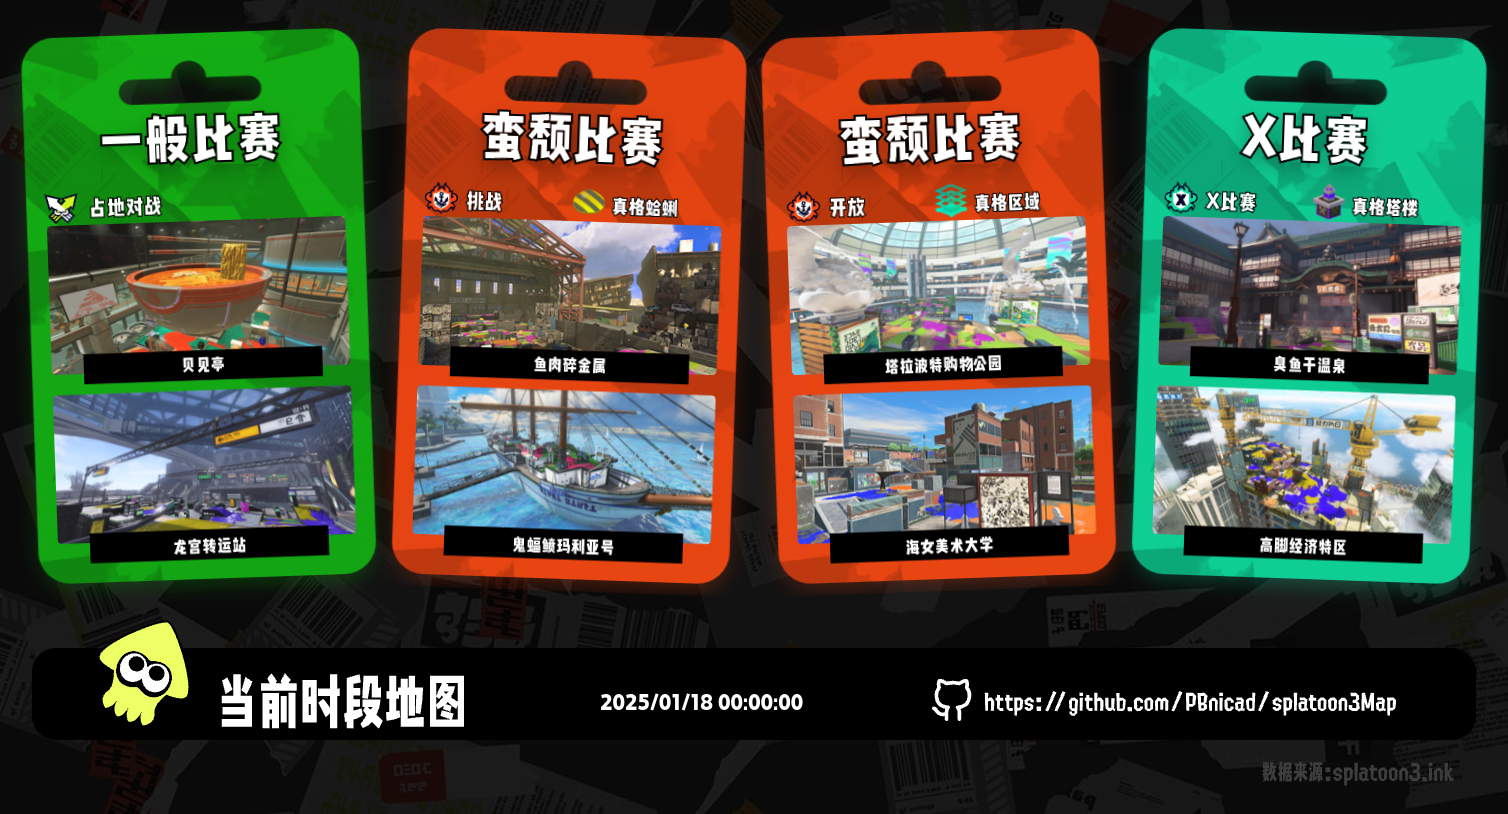 一般比赛
占地对战
贝见亭
龙宫转运站
蛮颓比赛
挑战
真格蛤蜊
鱼肉碎金属
鬼蝠鲼玛利亚号
蛮颓比赛
开放
真格区域
塔拉波特购物公园
海女美术大学
X比赛
X比赛
真格塔楼
臭鱼干温泉
高脚经济特区
当前时段地图
2025/01/18 00:00:00
https://github.com/PBnicad/splatoon3Map
数据来源:splatoon3.ink